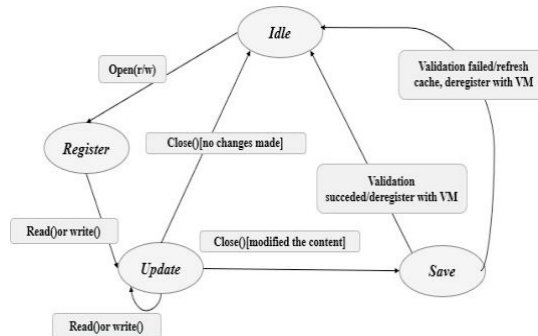 Idle
Open(r/w)
Validation failed/refresh
cache, deregister with VM
Register
Close()[no changes made]
Validation
succeded/deregister with VM
Read()or write()
Close()[modified the content]
Update
Save
Read()or write()